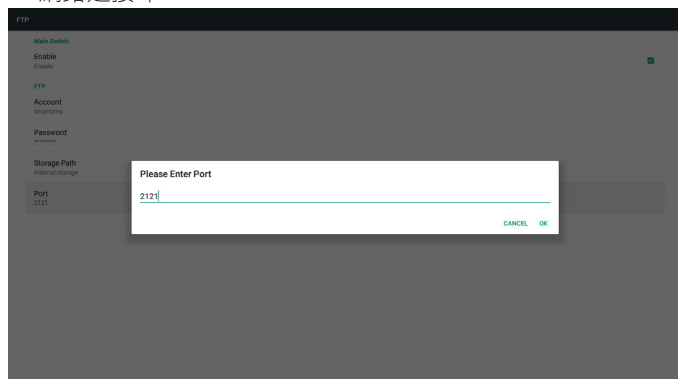 FTP
Main Switch
Enable
Enable
FTP
Account
smartcms
Password
********
Storage Path
Internal storage
Port
2121
Please Enter Port
2121
CANCEL OK